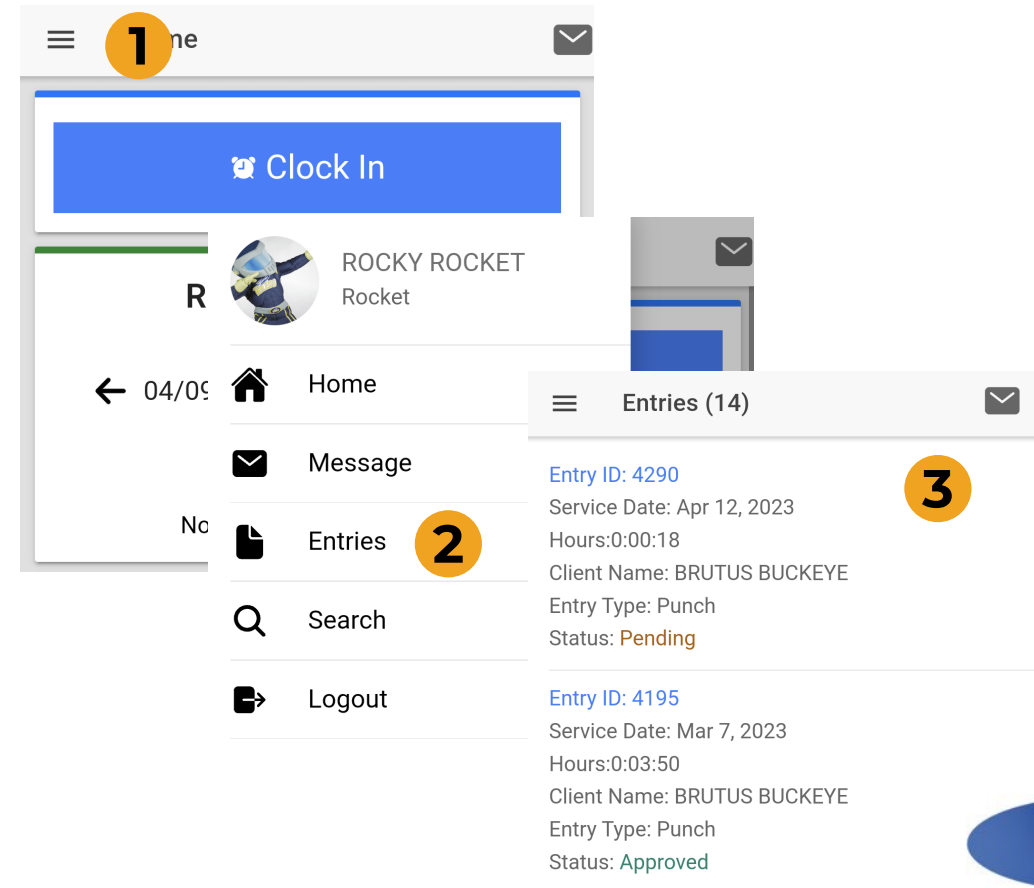 1
me
Clock In
R
04/09
No
ROCKY ROCKET
Rocket
Home
Message
Entries
2
Search
Logout
Entries (14)
3
Entry ID: 4290
Service Date: Apr 12, 2023
Hours:0:00:18
Client Name: BRUTUS BUCKEYE
Entry Type: Punch
Status: Pending
Entry ID: 4195
Service Date: Mar 7, 2023
Hours:0:03:50
Client Name: BRUTUS BUCKEYE
Entry Type: Punch
Status: Approved